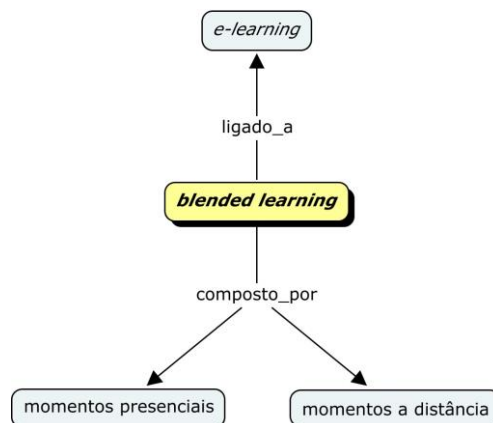 e-learning
ligado_a
blended learning
composto_por
momentos presenciais
momentos a distância